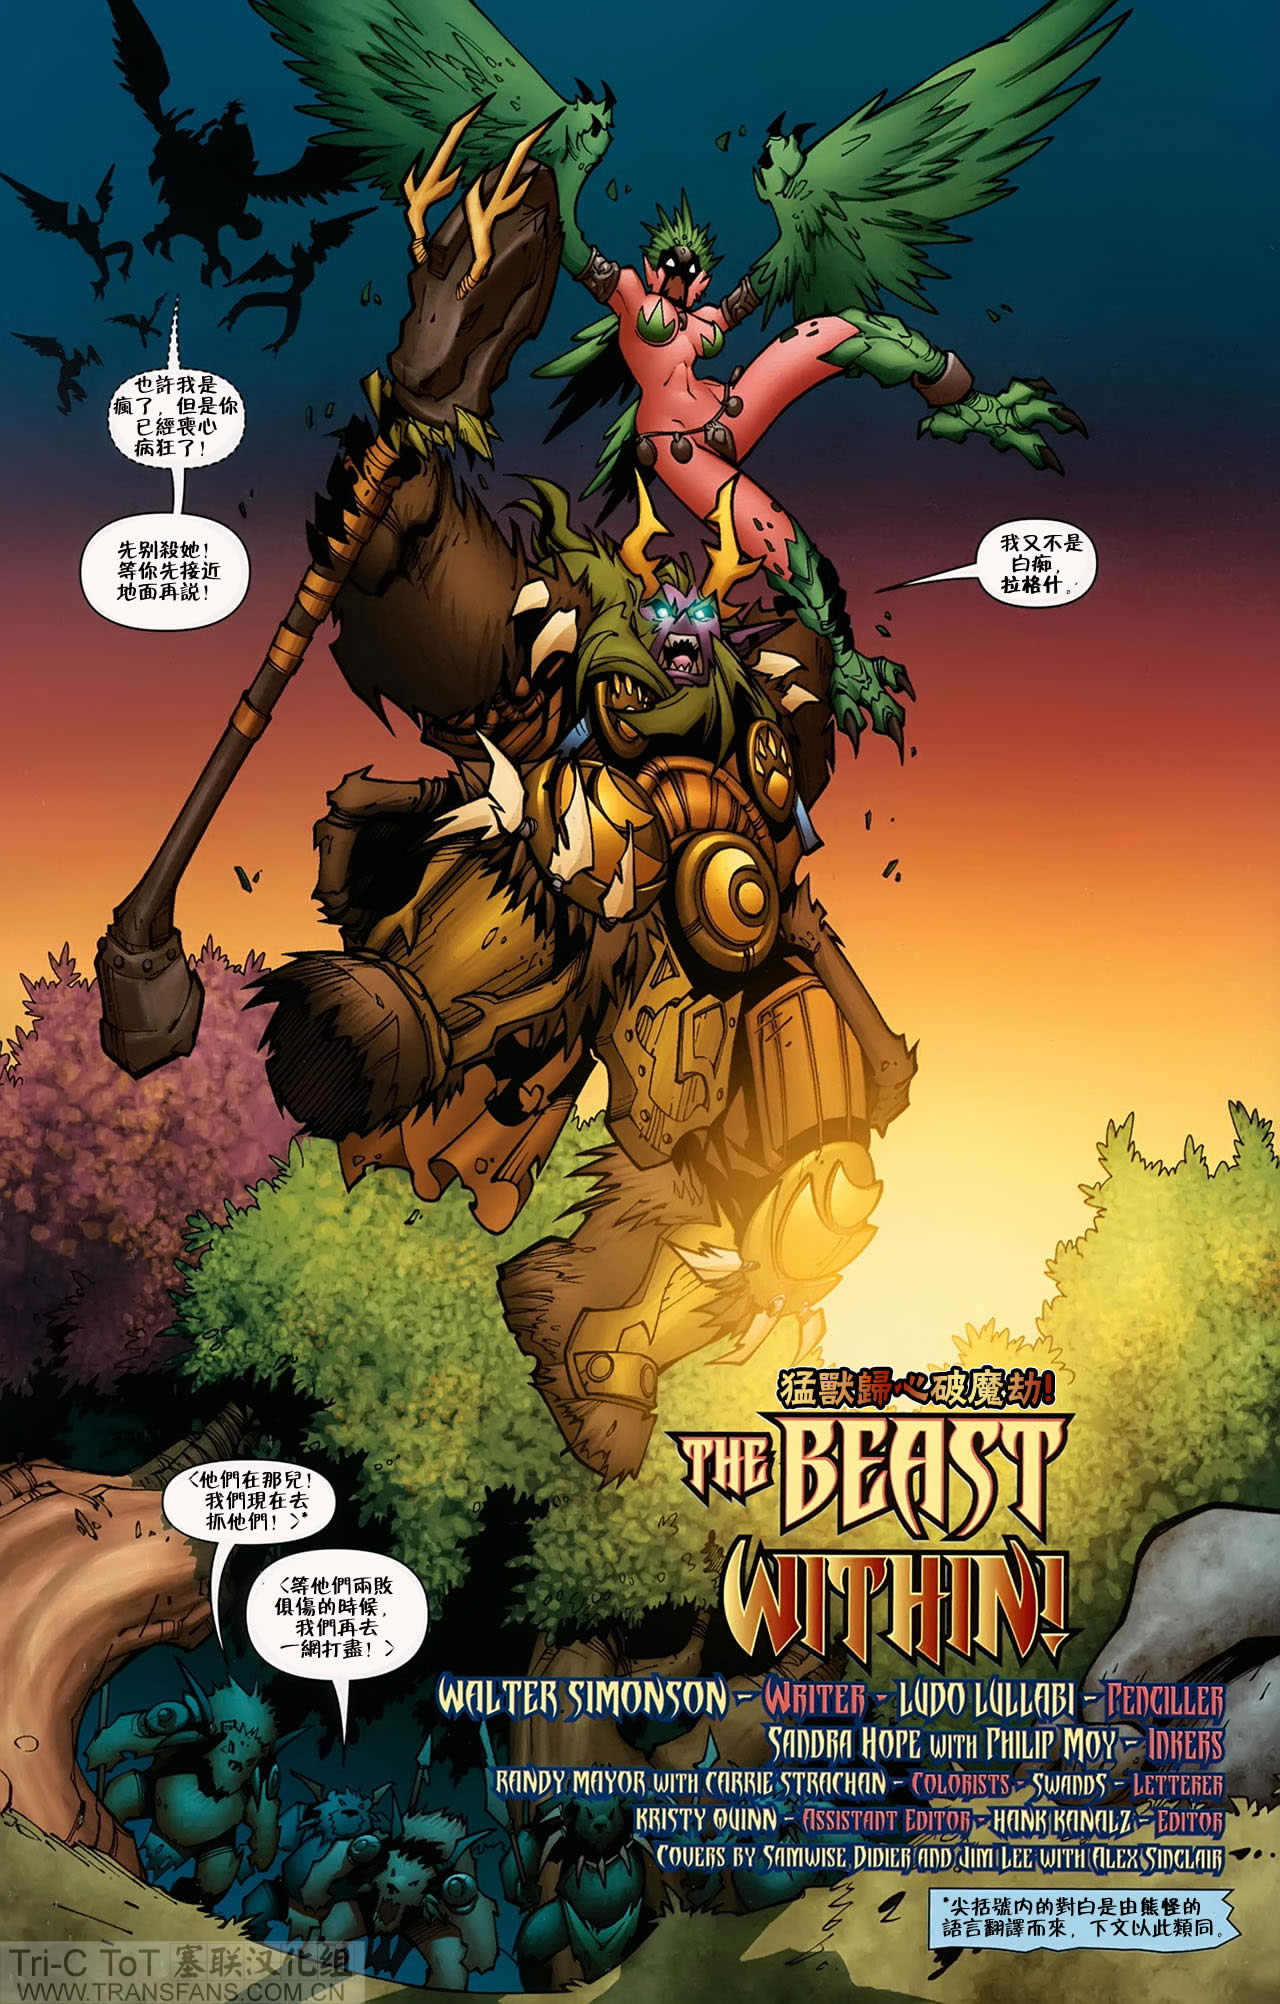 也許我是
瘋了，但是你
已經喪心
病狂了！
先别殺她！
等你先接近
地面再説！
我又不是
白痴，
拉格什。
猛獸歸心破魔劫!
THE BEAST
WITHIN!
<他們在那兒！
我們現在去
抓他們！>*
<等他們兩敗
俱傷的時候，
我們再去
一網打盡！>
WALTER SIMONSON – WRITER – LUDO LULLABI – PENCILLER
SANDRA HOPE WITH PHILIP MOY – INKERS
RANDY MAYOR WITH CARRIE STRACHAN – COLORISTS – SWANDS – LETTERER
KRISTY QUINN – ASSISTANT EDITOR – HANK KANALZ – EDITOR
COVERS BY SAMWISE DIDIER AND JIM LEE WITH ALEX SINCLAIR
*尖括號内的對白是由熊怪的
語言翻譯而來，下文以此類同。
Tri-C ToT 塞联汉化组
WWW.TRANSFANS.COM.CN